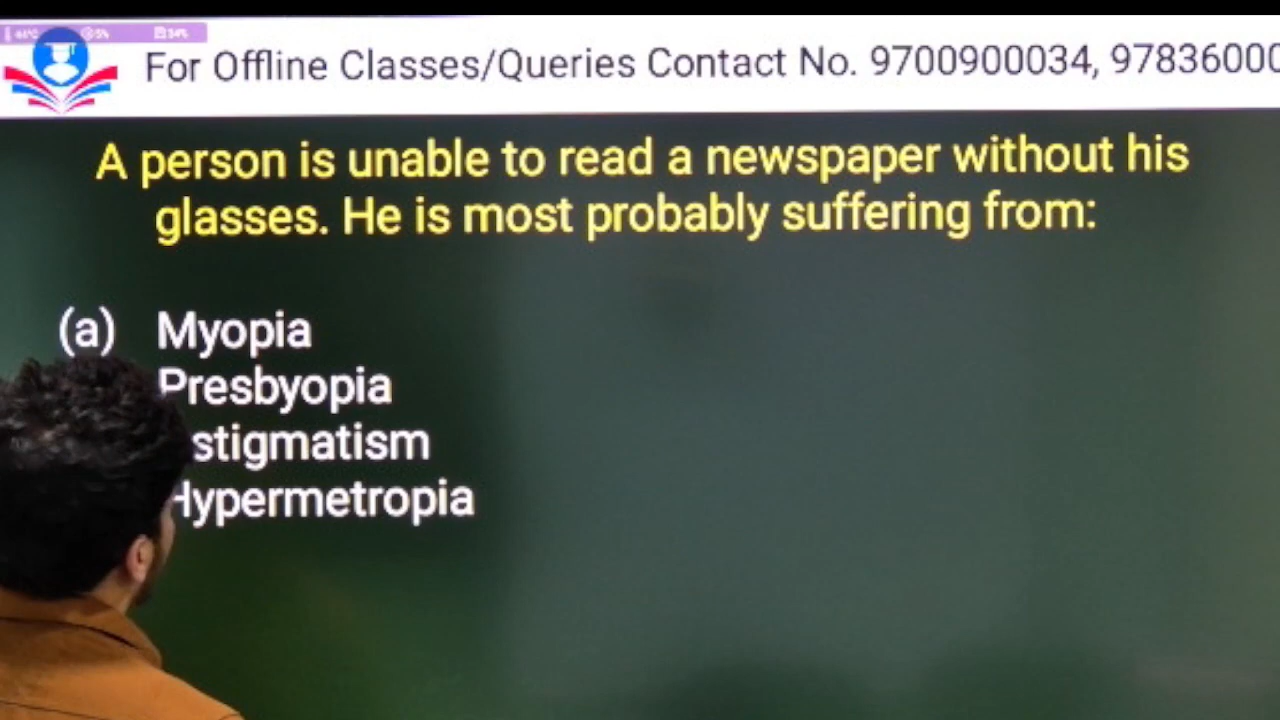 For Offline Classes/Queries Contact No. 9700900034, 97836000
A person is unable to read a newspaper without his
glasses. He is most probably suffering from:
(a) Myopia
Presbyopia
stigmatism
Hypermetropia